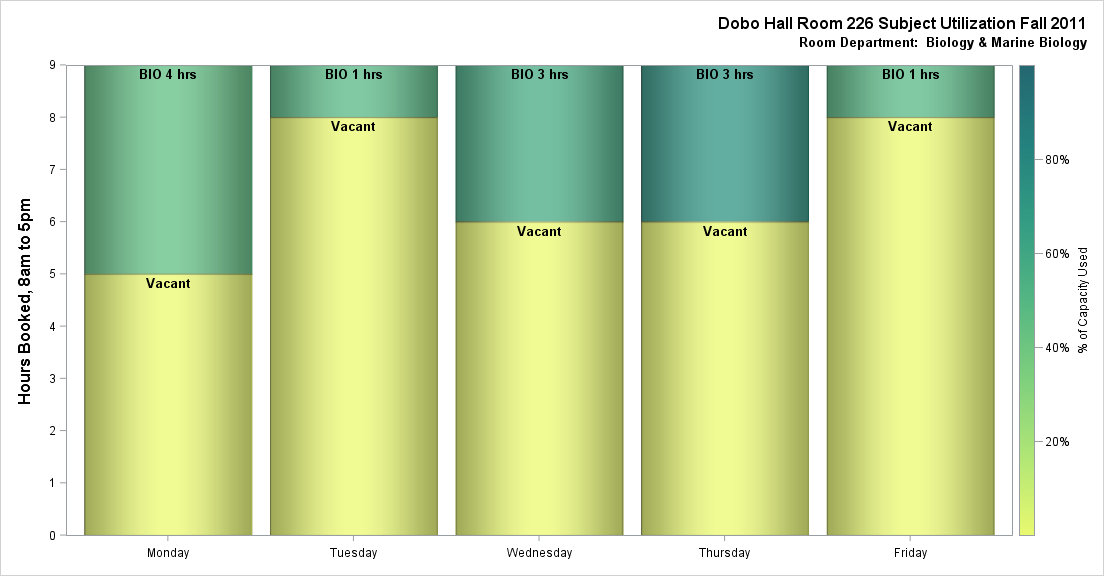 Dobo Hall Room 226 Subject Utilization Fall 2011
Room Department:  Biology & Marine Biology
Hours Booked, 8am to 5pm
9
8
7
6
5
4
3
2
1
0
BIO 4 hrs
Vacant
BIO 1 hrs
Vacant
BIO 3 hrs
Vacant
BIO 3 hrs
Vacant
BIO 1 hrs
Vacant
Monday
Tuesday
Wednesday
Thursday
Friday
80%
60%
40%
20%
% of Capacity Used